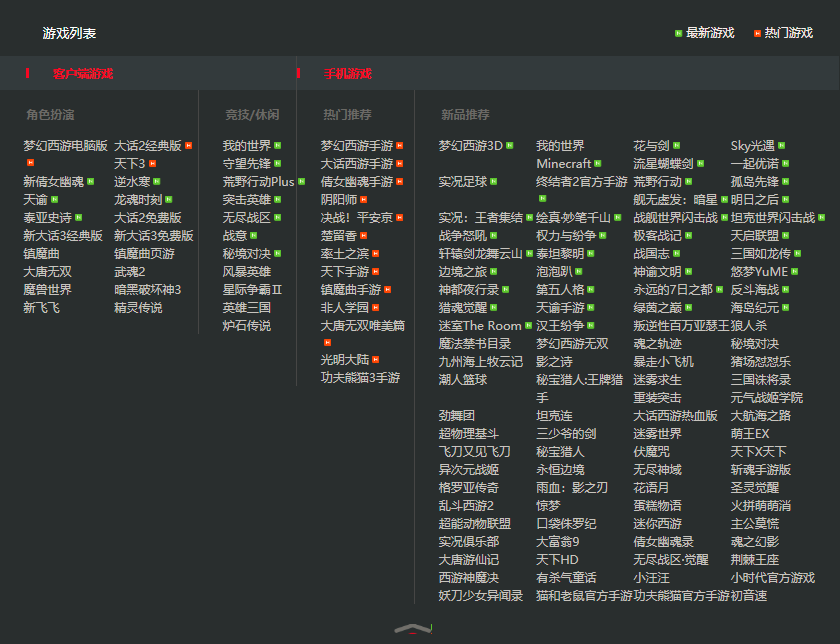 游戏列表
最新游戏 热门游戏
客户端游戏
角色扮演
梦幻西游电脑版 大话2经典版
天下3
新倩女幽魂 逆水寒
天谕 龙魂时刻
泰亚史诗 大话2免费版
新大话3经典版 新大话3免费版
镇魔曲 镇魔曲页游
大唐无双 武魂2
魔兽世界 暗黑破坏神3
新飞飞 精灵传说
竞技/休闲
我的世界
守望先锋
荒野行动Plus
突击英雄
无尽战区
战意
秘境对决
风暴英雄
星际争霸Ⅱ
英雄三国
炉石传说
手机游戏
热门推荐
梦幻西游手游
大话西游手游
倩女幽魂手游
阴阳师
决战！平安京
楚留香
率土之滨
天下手游
镇魔曲手游
非人学园
大唐无双唯美篇
光明大陆
功夫熊猫3手游
新品推荐
梦幻西游3D 我的世界 花与剑 Sky光遇
Minecraft 流星蝴蝶剑 一起优诺
实况足球 终结者2官方手游 荒野行动 孤岛先锋
舰无虚发：暗星 明日之后
实况：王者集结 绘真·妙笔千山 战舰世界闪击战 坦克世界闪击战
战争怒吼 权力与纷争 极客战记 天启联盟
轩辕剑龙舞云山 泰坦黎明 战国志 三国如龙传
边境之旅 泡泡趴 神谕文明 悠梦YuME
神都夜行录 第五人格 永远的7日之都 反斗海战
猎魂觉醒 天谕手游 绿茵之巅 海岛纪元
迷室The Room 汉王纷争 叛逆性百万亚瑟王 狼人杀
魔法禁书目录 梦幻西游无双 魂之轨迹 秘境对决
九州海上牧云记 影之诗 暴走小飞机 猪场怼怼乐
潮人篮球 秘宝猎人:王牌猎 迷雾求生 三国诛将录
手 重装突击 元气战姬学院
劲舞团 坦克连 大话西游热血版 大航海之路
超物理基斗 三少爷的剑 迷雾世界 萌王EX
飞刀又见飞刀 秘宝猎人 伏魔咒 天下X天下
异次元战姬 永恒边境 无尽神域 斩魂手游版
格罗亚传奇 雨血：影之刃 花语月 圣灵觉醒
乱斗西游2 惊梦 蛋糕物语 火拼萌萌消
超能动物联盟 口袋侏罗纪 迷你西游 主公莫慌
实况俱乐部 大富翁9 倩女幽魂录 魂之幻影
大唐游仙记 天下HD 无尽战区·觉醒 荆棘王座
西游神魔决 有杀气童话 小汪汪 小时代官方游戏
妖刀少女异闻录 猫和老鼠官方手游 功夫熊猫官方手游 初音速